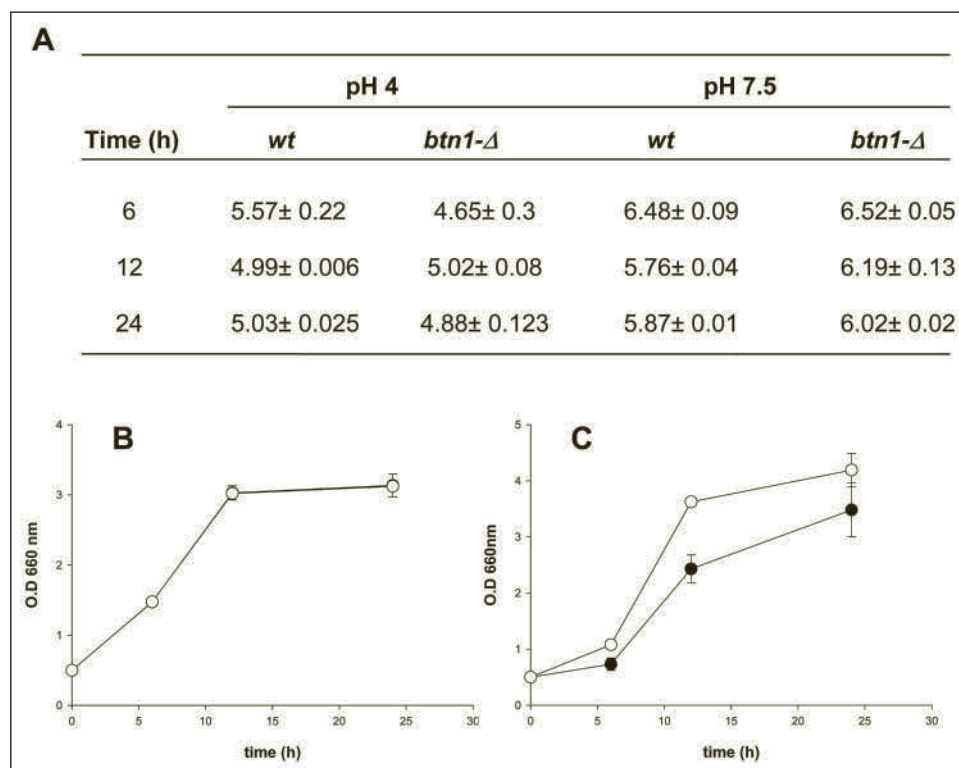 A
pH 4 pH 7.5
Time (h) wt btn1-Δ wt btn1-Δ
6 5.57± 0.22 4.65± 0.3 6.48± 0.09 6.52± 0.05
12 4.99± 0.006 5.02± 0.08 5.76± 0.04 6.19± 0.13
24 5.03± 0.025 4.88± 0.123 5.87± 0.01 6.02± 0.02
B
4
3
2
1
0
O.D 660 nm
0 5 10 15 20 25 30
time (h)
C
5
4
3
2
1
0
O.D 660nm
0 5 10 15 20 25 30
time (h)